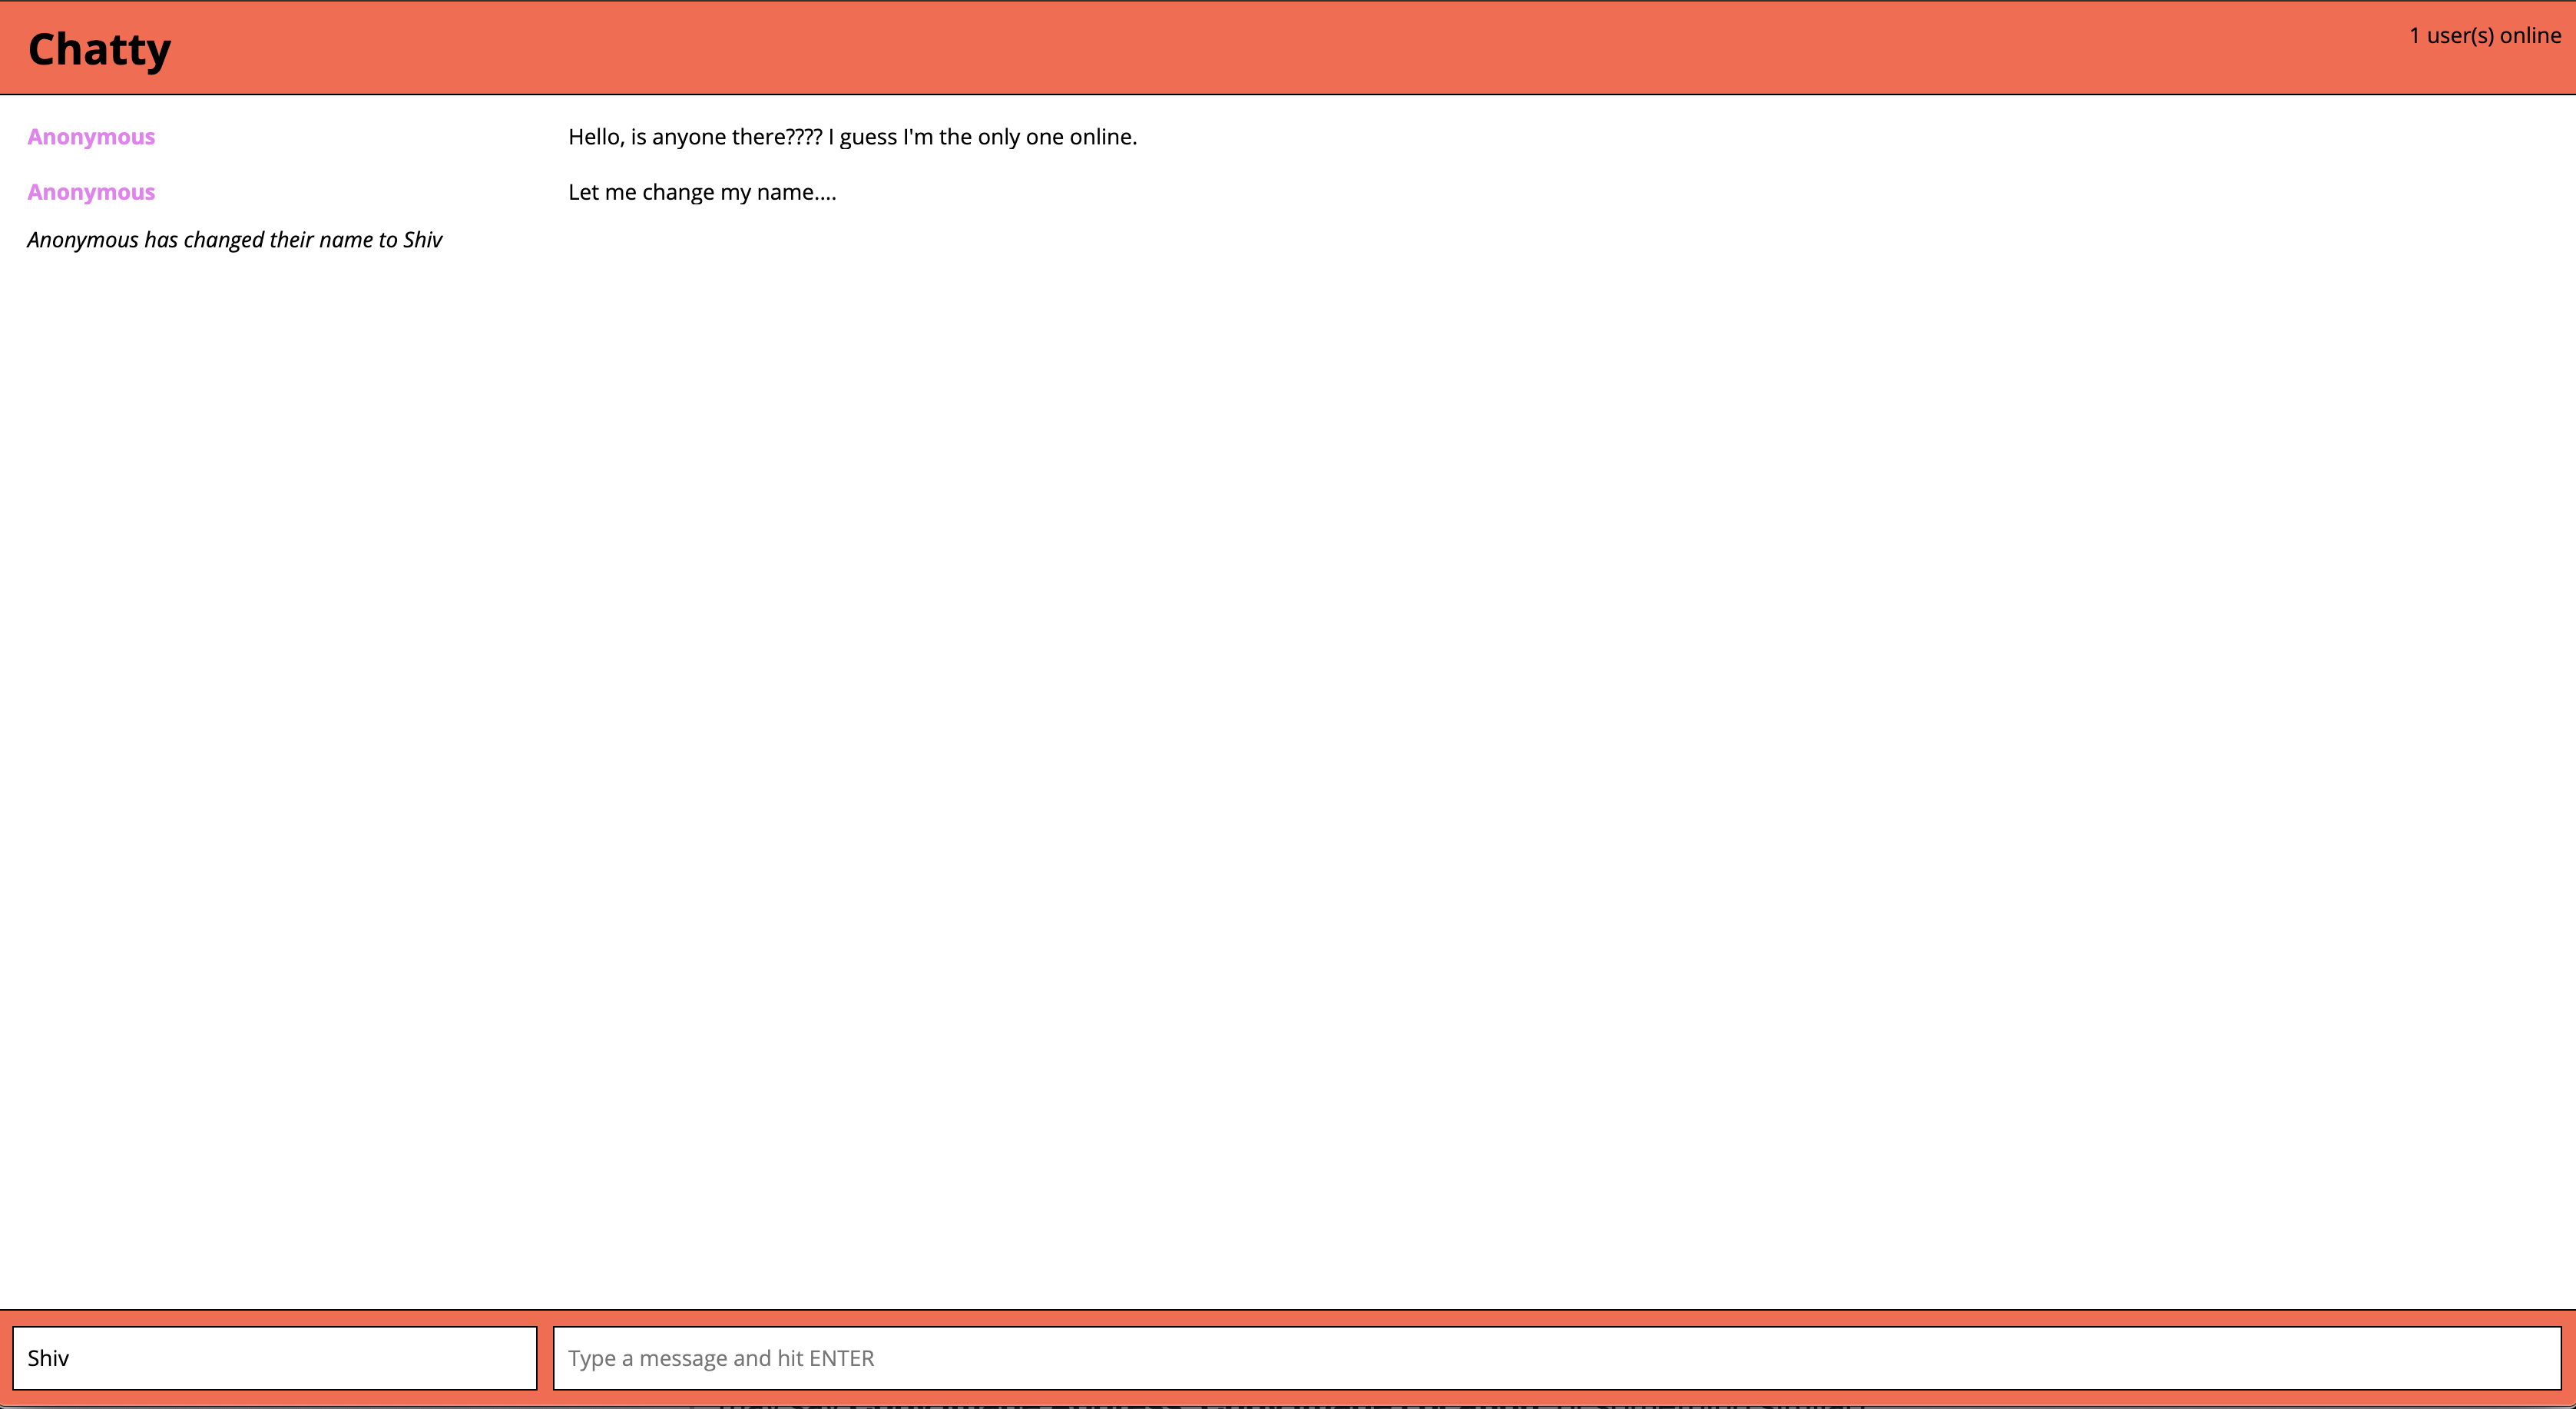 Chatty
1 user(s) online
Anonymous Hello, is anyone there???? I guess I'm the only one online.
Anonymous Let me change my name....
Anonymous has changed their name to Shiv
Shiv Type a message and hit ENTER